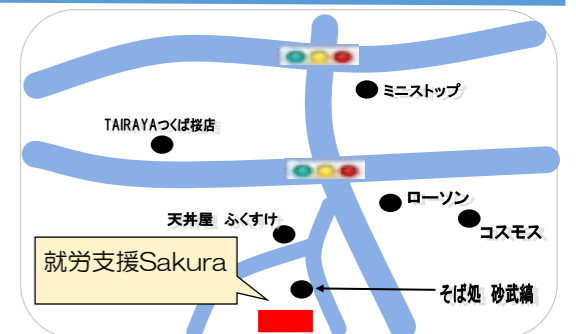 ミニストップ
TAIRAYAつくば桜店
ローソン
天丼屋 ふくすけ
コスモス
就労支援Sakura
そば処 砂武縞